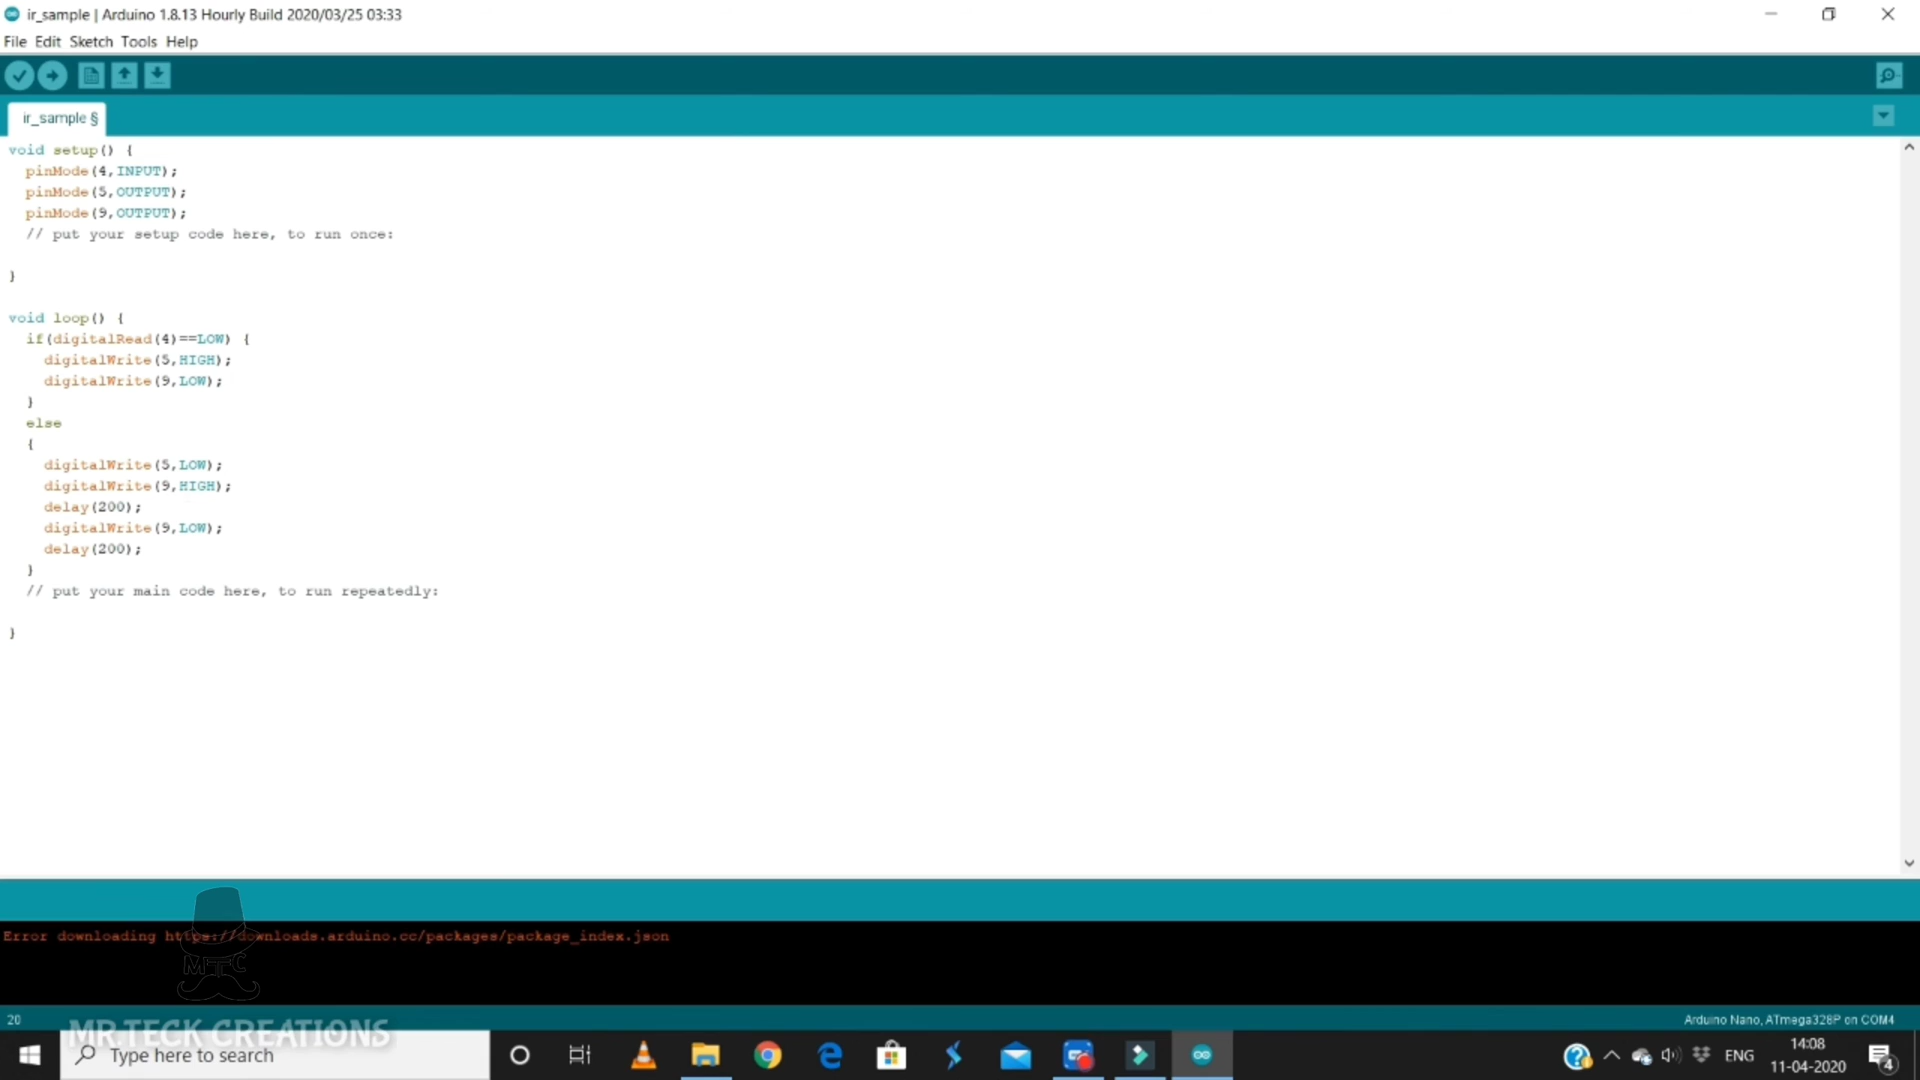 ir_sample | Arduino 1.8.13 Hourly Build 2020/03/25 03:33
File Edit Sketch Tools Help
ir_sample §
void setup() {
pinMode(4,INPUT);
pinMode(5,OUTPUT);
pinMode(9,OUTPUT);
// put your setup code here, to run once:
}
void loop() {
if(digitalRead(4)==LOW) {
digitalWrite(5,HIGH);
digitalWrite(9,LOW);
}
else
{
digitalWrite(5,LOW);
digitalWrite(9,HIGH);
delay(200);
digitalWrite(9,LOW);
delay(200);
}
// put your main code here, to run repeatedly:
}
Error downloading https://downloads.arduino.cc/packages/package_index.json
MTC
20
Arduino Nano, ATmega328P on COM4
MR.TECK CREATIONS
Type here to search
ENG
14:08
11-04-2020
4